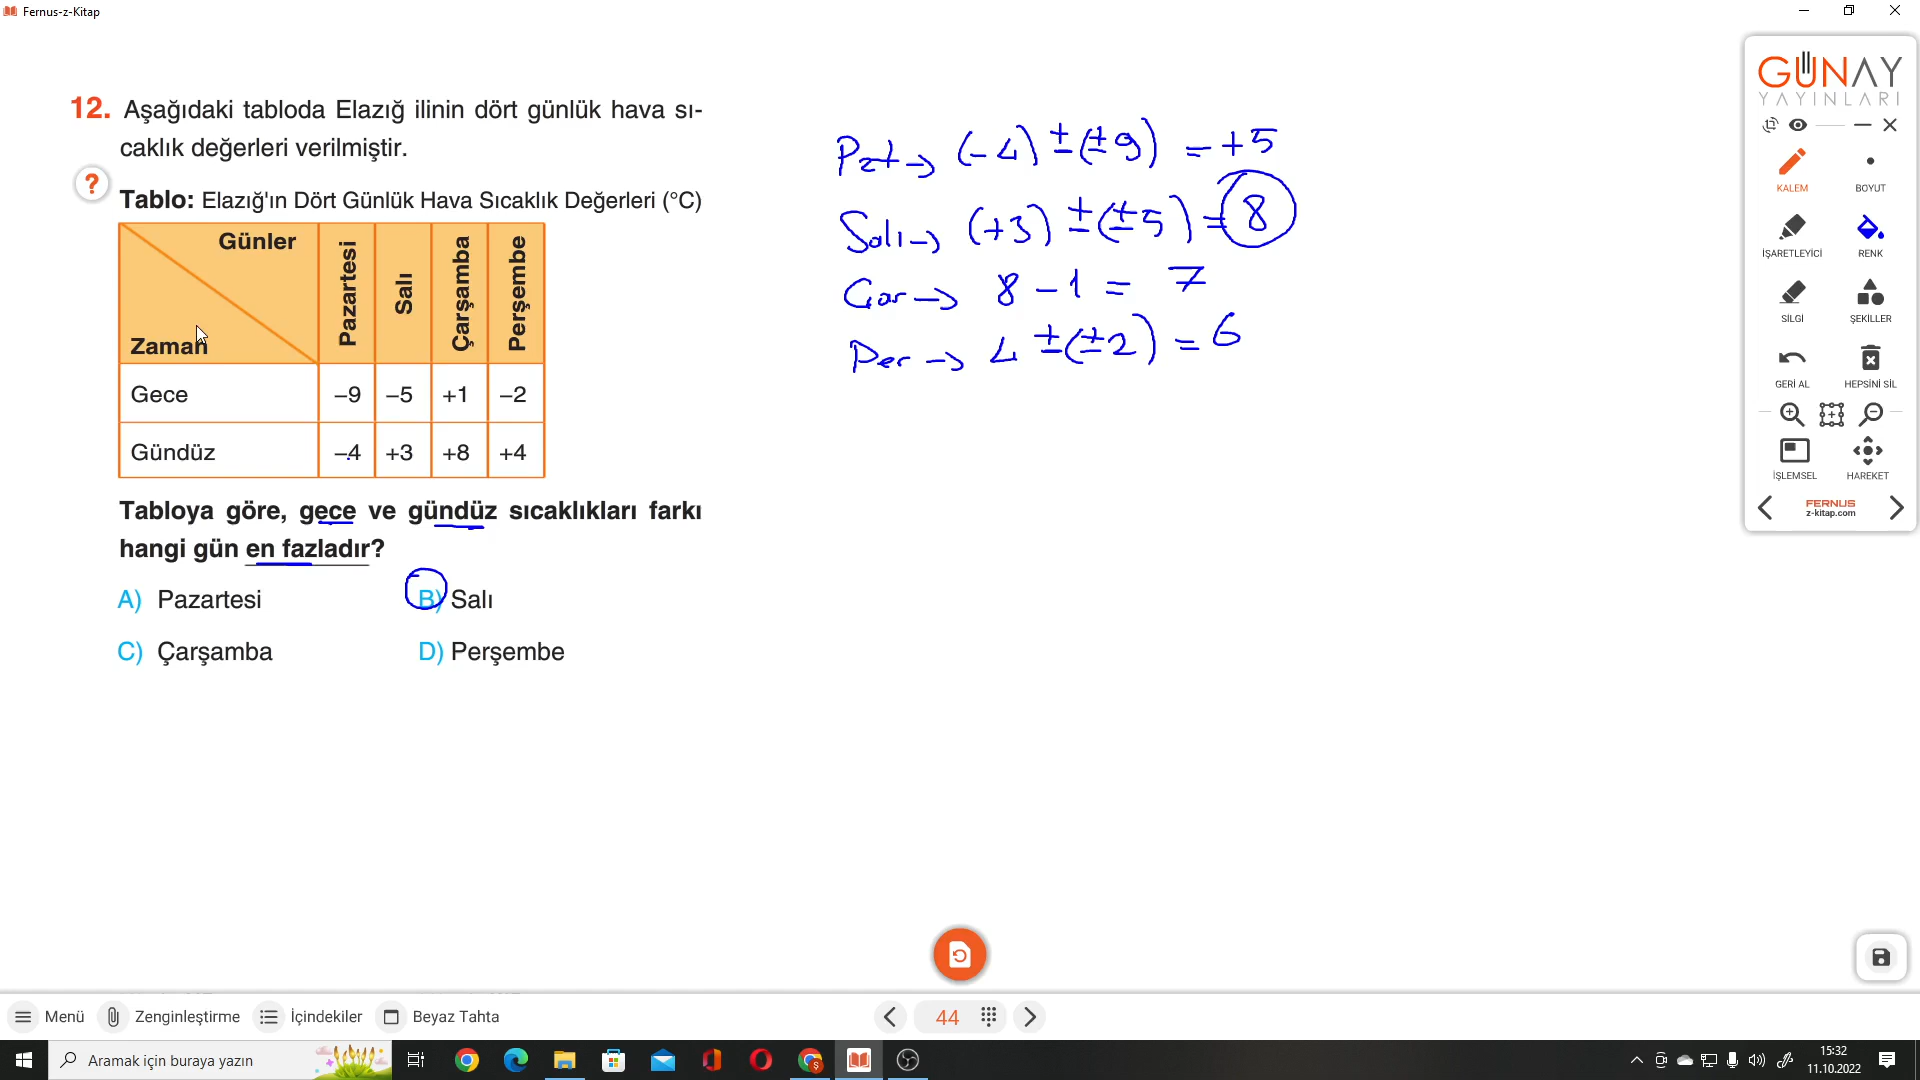 Fernus-z-Kitap
12. Aşağıdaki tabloda Elazığ ilinin dört günlük hava sı-
caklık değerleri verilmiştir.
?
Tablo: Elazığ'ın Dört Günlük Hava Sıcaklık Değerleri (°C)
Günler
Zaman
Pazartesi
Salı
Çarşamba
Perşembe
Gece –9 –5 +1 –2
Gündüz –4 +3 +8 +4
Tabloya göre, gece ve gündüz sıcaklıkları farkı
hangi gün en fazladır?
A) Pazartesi B) Salı
C) Çarşamba D) Perşembe
Pzt → (-4) ± (±9) = +5
Salı → (+3) ± (±5) = 8
Çar → 8 - 1 = 7
Per → 4 ± (±2) = 6
GÜNAY
YAYINLARI
KALEM BOYUT
İŞARETLEYİCİ RENK
SİLGİ ŞEKİLLER
GERİ AL HEPSİNİ SİL
İŞLEMSEL HAREKET
FERNUS
z-kitap.com
Menü Zenginleştirme İçindekiler Beyaz Tahta 44
Aramak için buraya yazın
15:32
11.10.2022